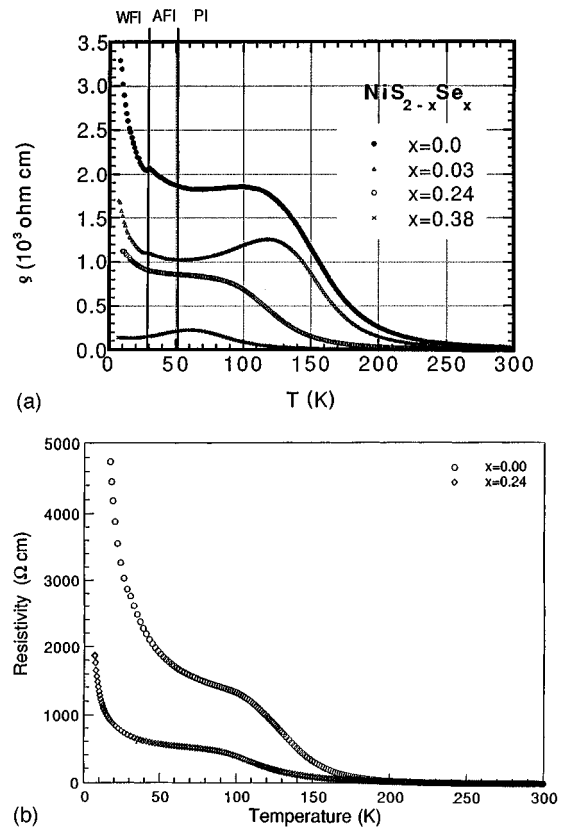 WFI AFI PI
3.5
3.0
2.5
2.0
1.5
1.0
0.5
0.0
NiS2-xSex
x=0.0
x=0.03
x=0.24
x=0.38
ϱ (10³ ohm cm)
0 50 100 150 200 250 300
(a) T (K)
5000
4000
3000
2000
1000
0
x=0.00
x=0.24
Resistivity (Ω cm)
0 50 100 150 200 250 300
(b) Temperature (K)